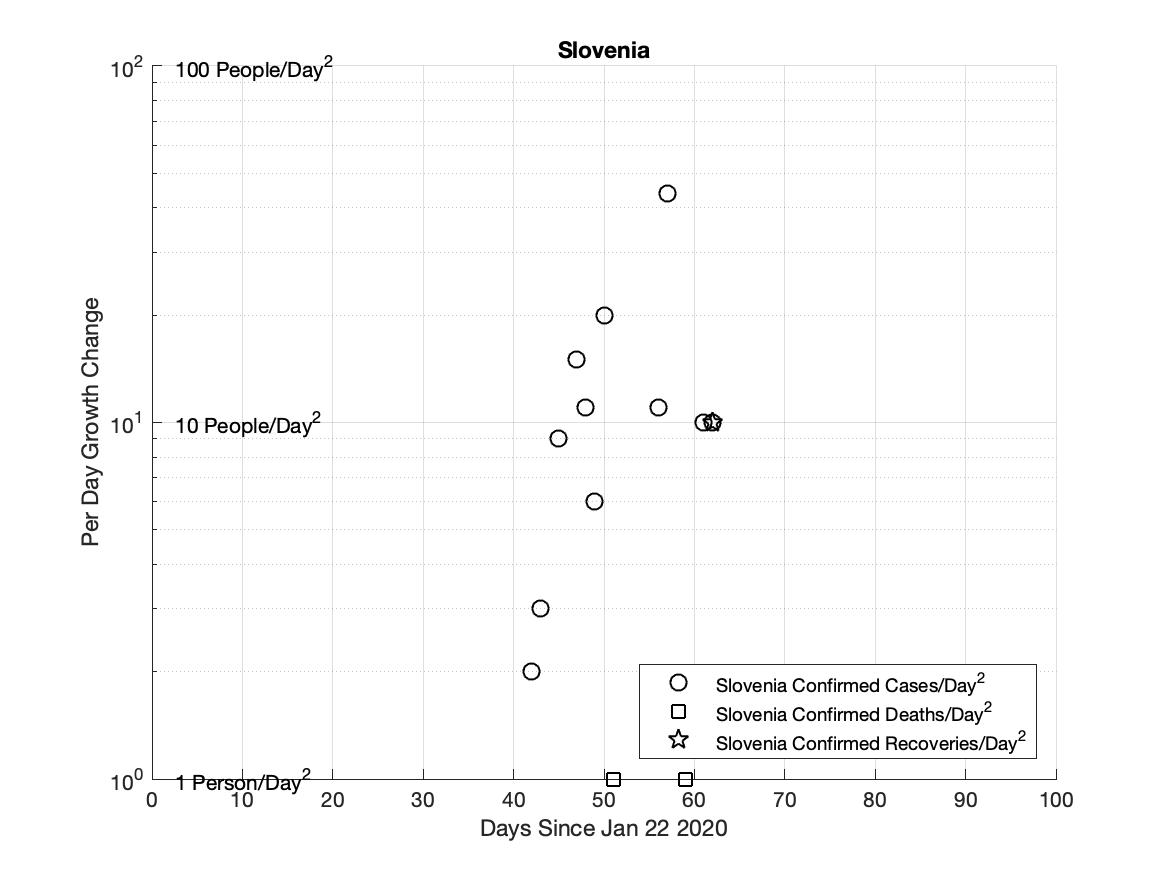 Slovenia
10²
100 People/Day²
10¹
10 People/Day²
10⁰
1 Person/Day²
Per Day Growth Change
0 10 20 30 40 50 60 70 80 90 100
Days Since Jan 22 2020
Slovenia Confirmed Cases/Day²
Slovenia Confirmed Deaths/Day²
Slovenia Confirmed Recoveries/Day²